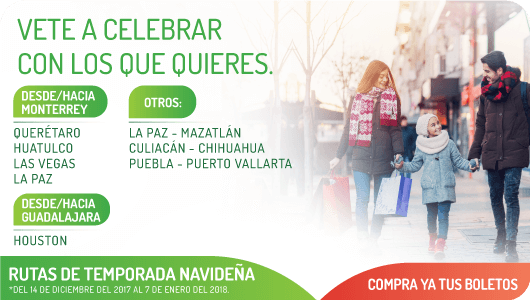 VETE A CELEBRAR
CON LOS QUE QUIERES.
DESDE/HACIA
MONTERREY
QUERÉTARO
HUATULCO
LAS VEGAS
LA PAZ
DESDE/HACIA
GUADALAJARA
HOUSTON
OTROS:
LA PAZ - MAZATLÁN
CULIACÁN - CHIHUAHUA
PUEBLA - PUERTO VALLARTA
RUTAS DE TEMPORADA NAVIDEÑA
*DEL 14 DE DICIEMBRE DEL 2017 AL 7 DE ENERO DEL 2018.
COMPRA YA TUS BOLETOS